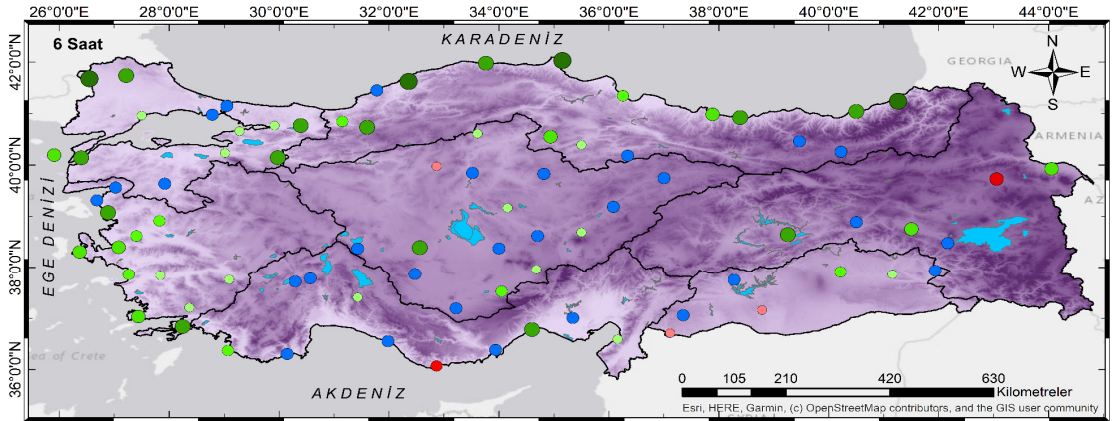 26°0'0"E 28°0'0"E 30°0'0"E 32°0'0"E 34°0'0"E 36°0'0"E 38°0'0"E 40°0'0"E 42°0'0"E 44°0'0"E
6 Saat
KARADENİZ
N
W E
S
GEORGIA
ARMENIA
AZ
42°0'0"N
40°0'0"N
38°0'0"N
36°0'0"N
EGE DENİZİ
Sea of Crete
AKDENİZ
0 105 210 420 630
Kilometreler
Esri, HERE, Garmin, (c) OpenStreetMap contributors, and the GIS user community